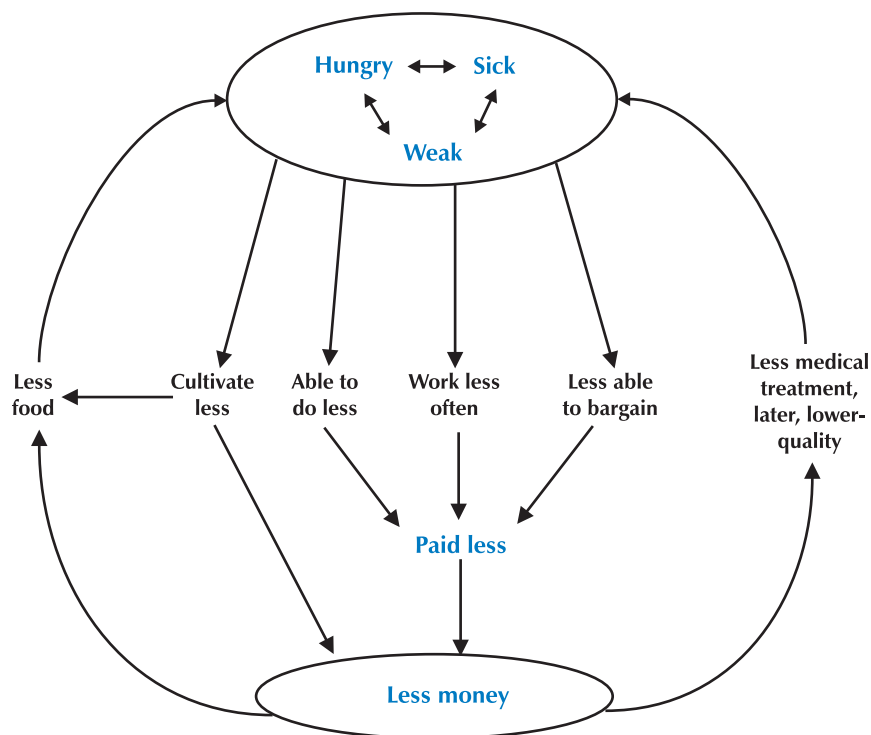 Hungry
Sick
Weak
Less
food
Cultivate
less
Able to
do less
Work less
often
Less able
to bargain
Less medical
treatment,
later, lower-
quality
Paid less
Less money